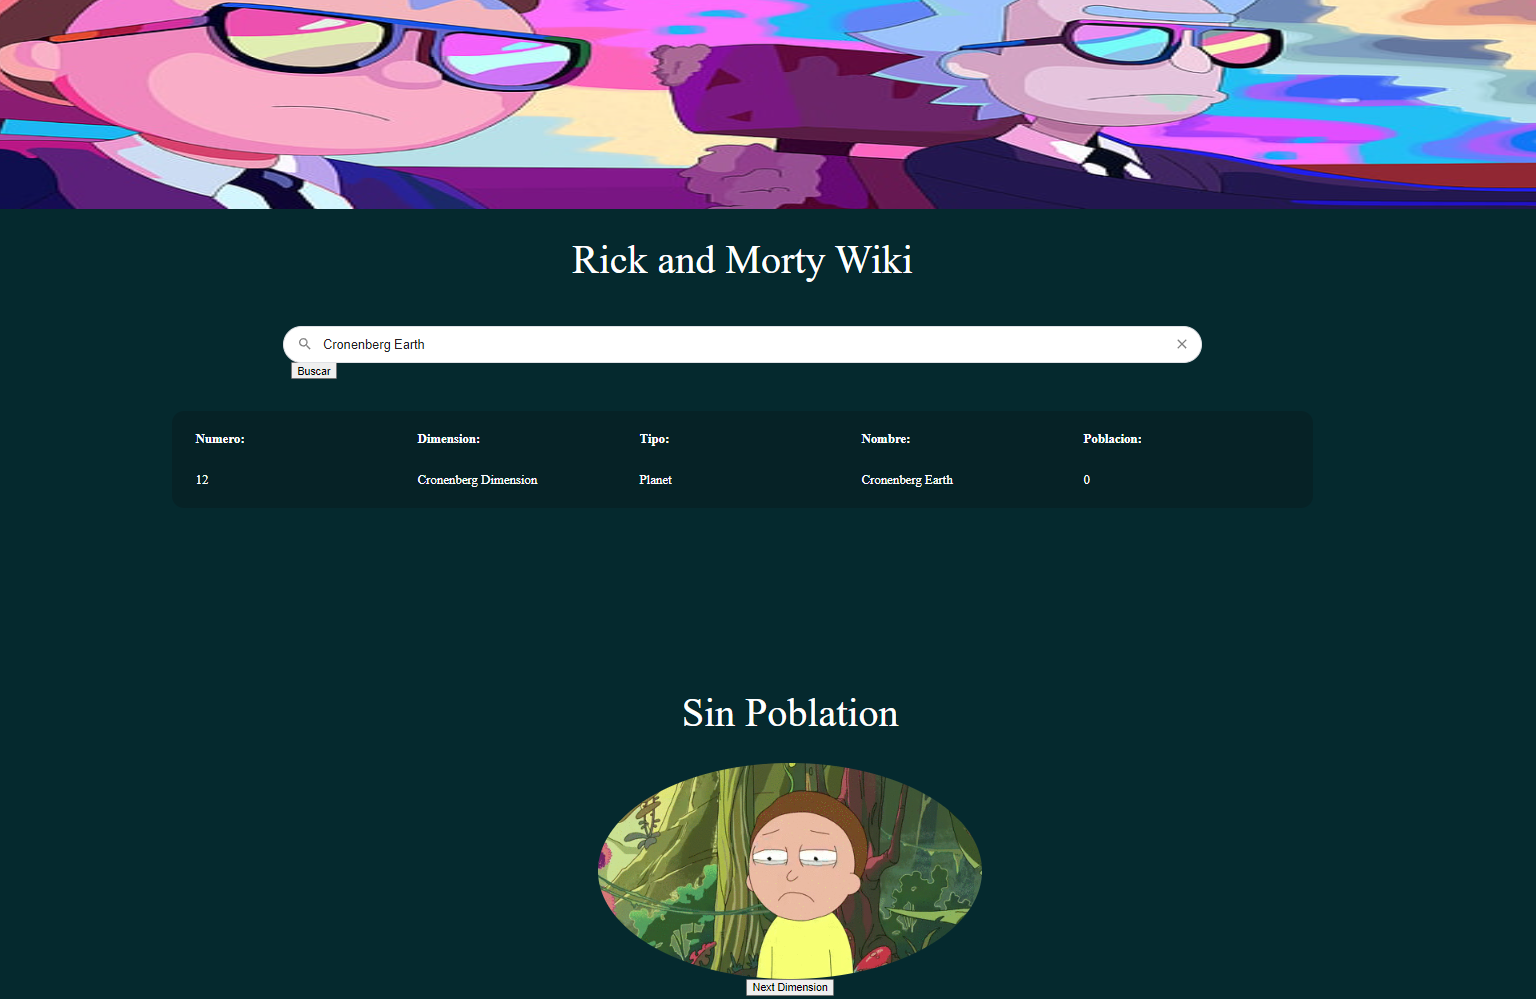 Rick and Morty Wiki
Cronenberg Earth
Buscar
Numero: Dimension: Tipo: Nombre: Poblacion:
12 Cronenberg Dimension Planet Cronenberg Earth 0
Sin Poblation
Next Dimension